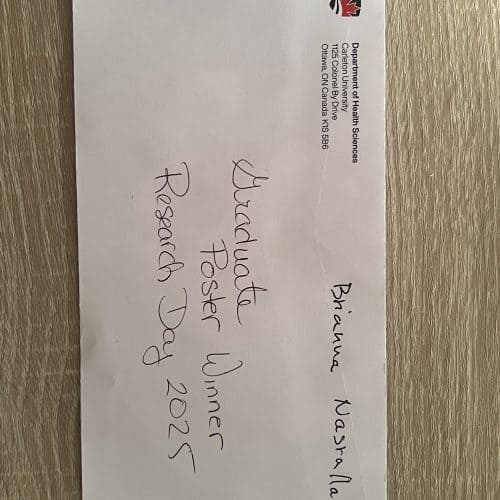 Department of Health Sciences
Carleton University
1125 Colonel By Drive
Ottawa, ON Canada K1S 5B6
Brianna
Graduate
Poster Winner
Research Day 2025